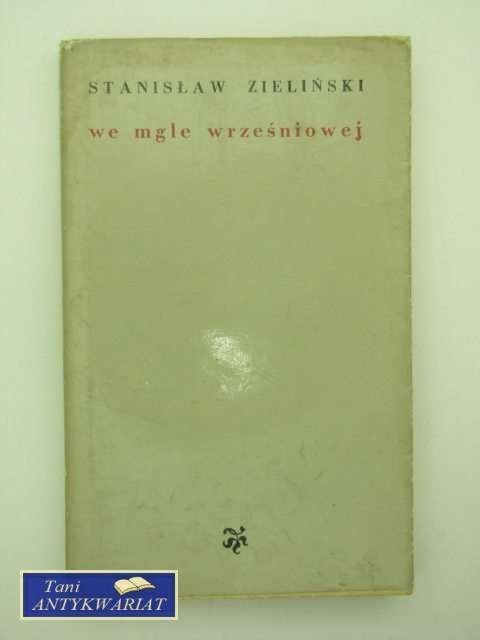 STANISŁAW ZIELIŃSKI
we mgle wrześniowej
Tani
ANTYKWARIAT